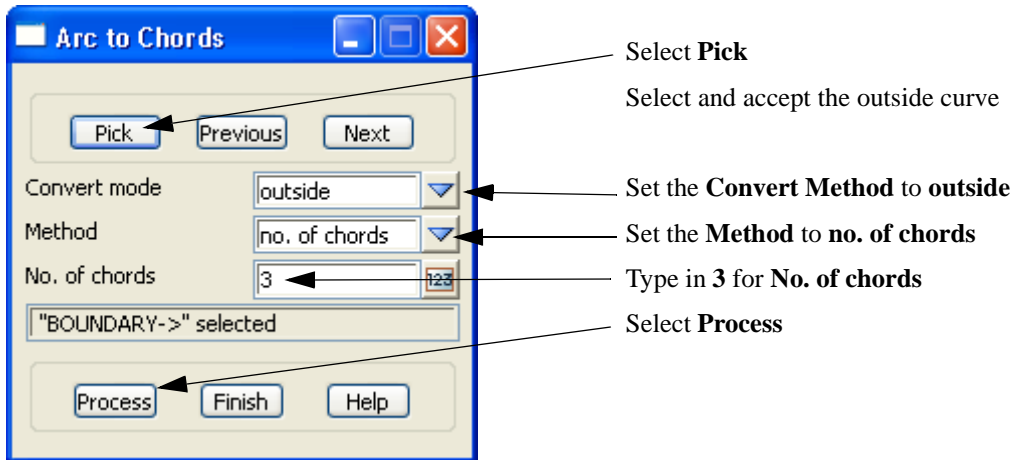 Arc to Chords
Select Pick
Select and accept the outside curve
Pick Previous Next
Convert mode outside
Set the Convert Method to outside
Method no. of chords
Set the Method to no. of chords
No. of chords 3 123
Type in 3 for No. of chords
"BOUNDARY->" selected
Select Process
Process Finish Help